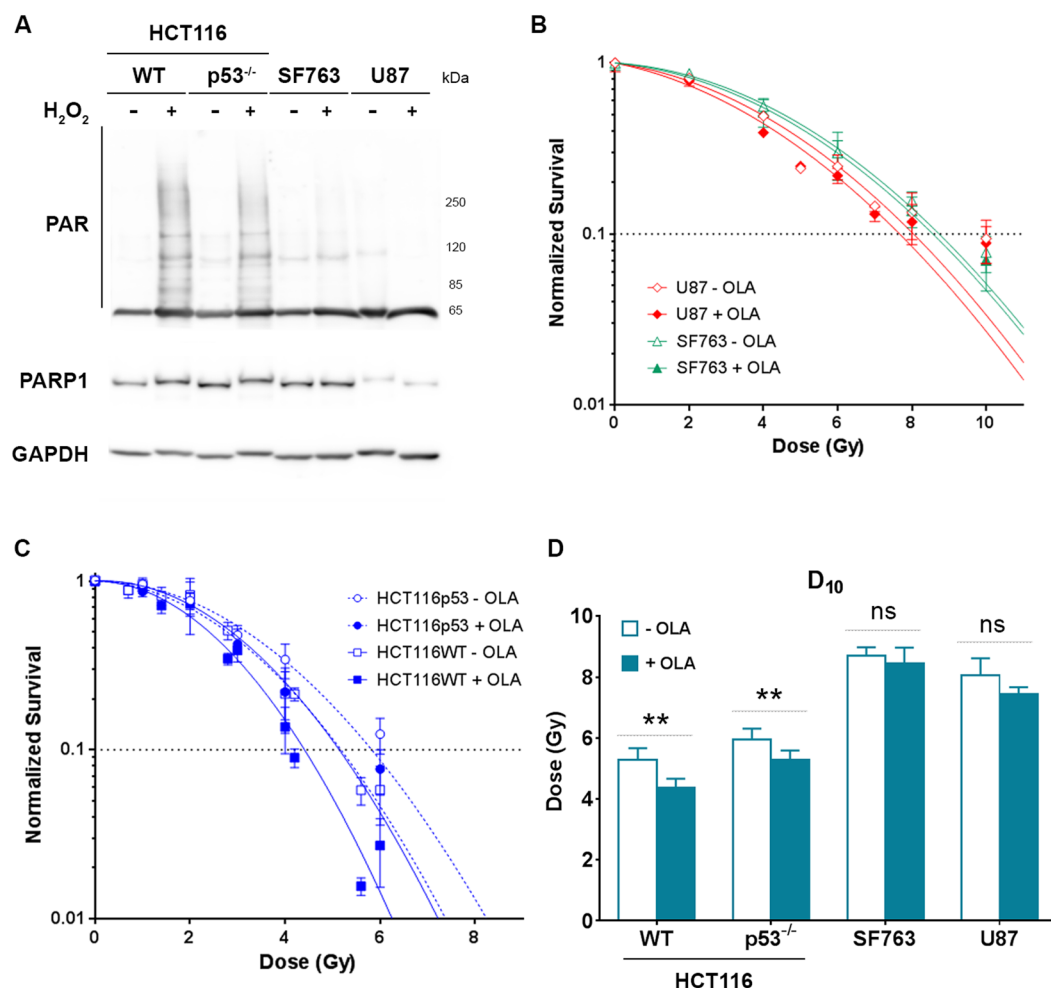 A
HCT116
WT p53-/- SF763 U87 kDa
H2O2 - + - + - + - +
PAR
250
120
85
65
PARP1
GAPDH
B
Normalized Survival
1
0.1
0.01
U87 - OLA
U87 + OLA
SF763 - OLA
SF763 + OLA
0 2 4 6 8 10
Dose (Gy)
C
Normalized Survival
1
0.1
0.01
HCT116p53 - OLA
HCT116p53 + OLA
HCT116WT - OLA
HCT116WT + OLA
0 2 4 6 8
Dose (Gy)
D
D10
Dose (Gy)
10
8
6
4
2
0
- OLA
+ OLA
** ** ns ns
WT p53-/- SF763 U87
HCT116